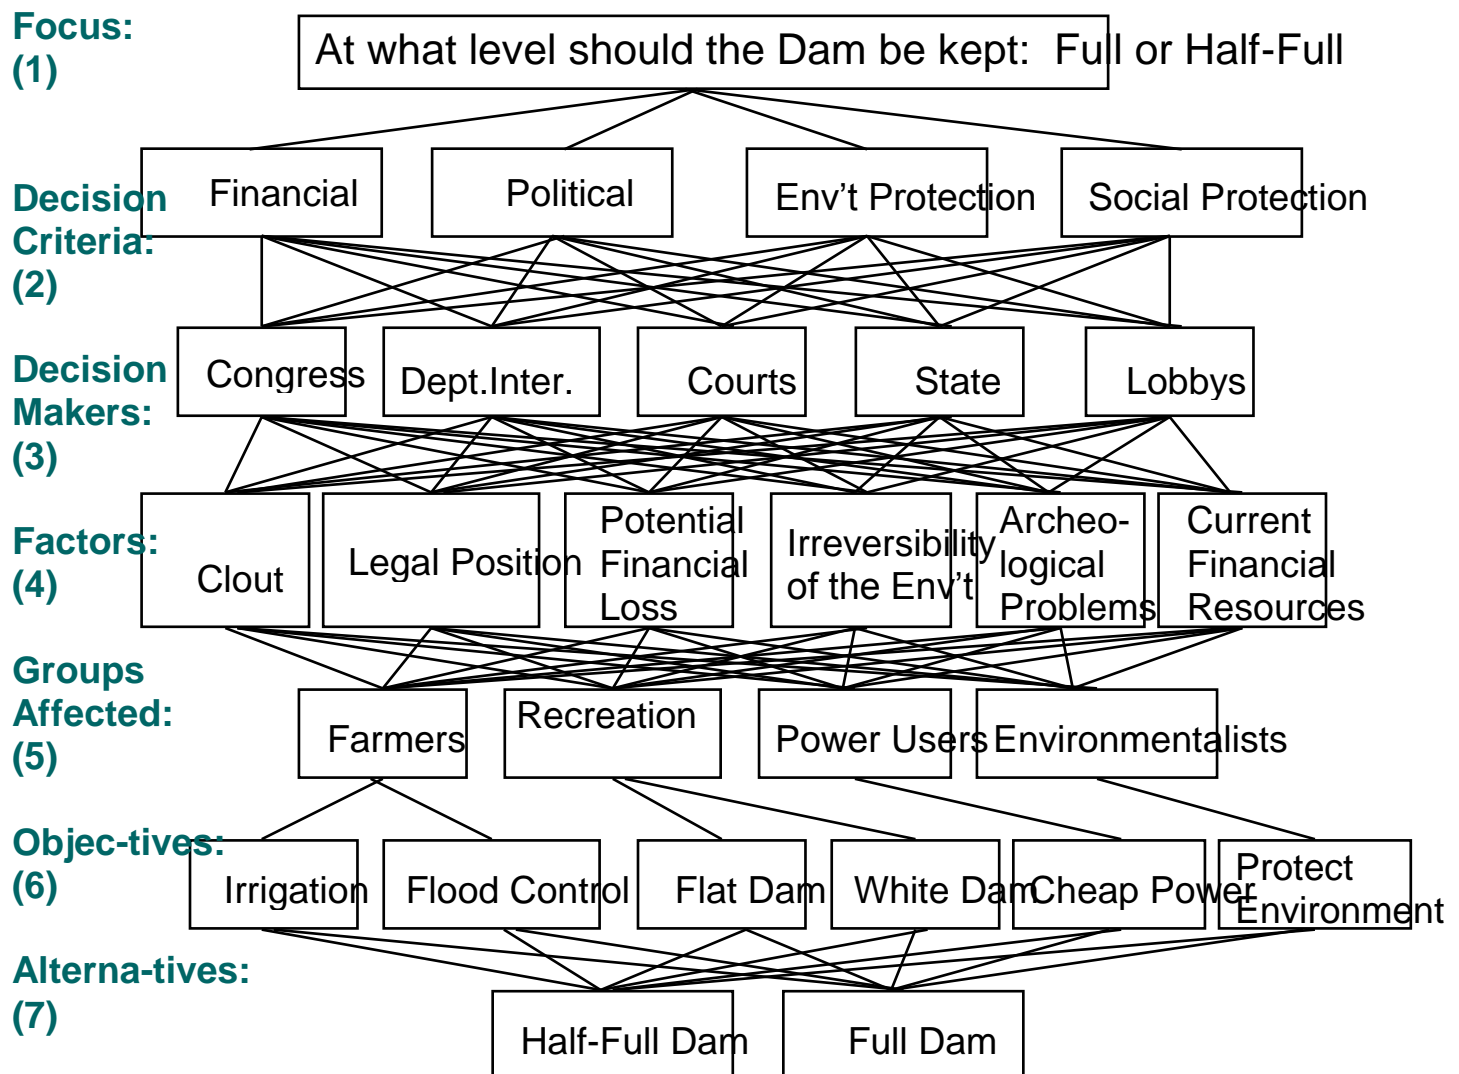 Focus:
(1)
At what level should the Dam be kept:  Full or Half-Full
Decision
Criteria:
(2)
Financial
Political
Env't Protection
Social Protection
Decision
Makers:
(3)
Congress
Dept.Inter.
Courts
State
Lobbys
Factors:
(4)
Clout
Legal Position
Potential
Financial
Loss
Irreversibility
of the Env't
Archeo-
logical
Problems
Current
Financial
Resources
Groups
Affected:
(5)
Farmers
Recreation
Power Users
Environmentalists
Objec-tives:
(6)
Irrigation
Flood Control
Flat Dam
White Dam
Cheap Power
Protect
Environment
Alterna-tives:
(7)
Half-Full Dam
Full Dam